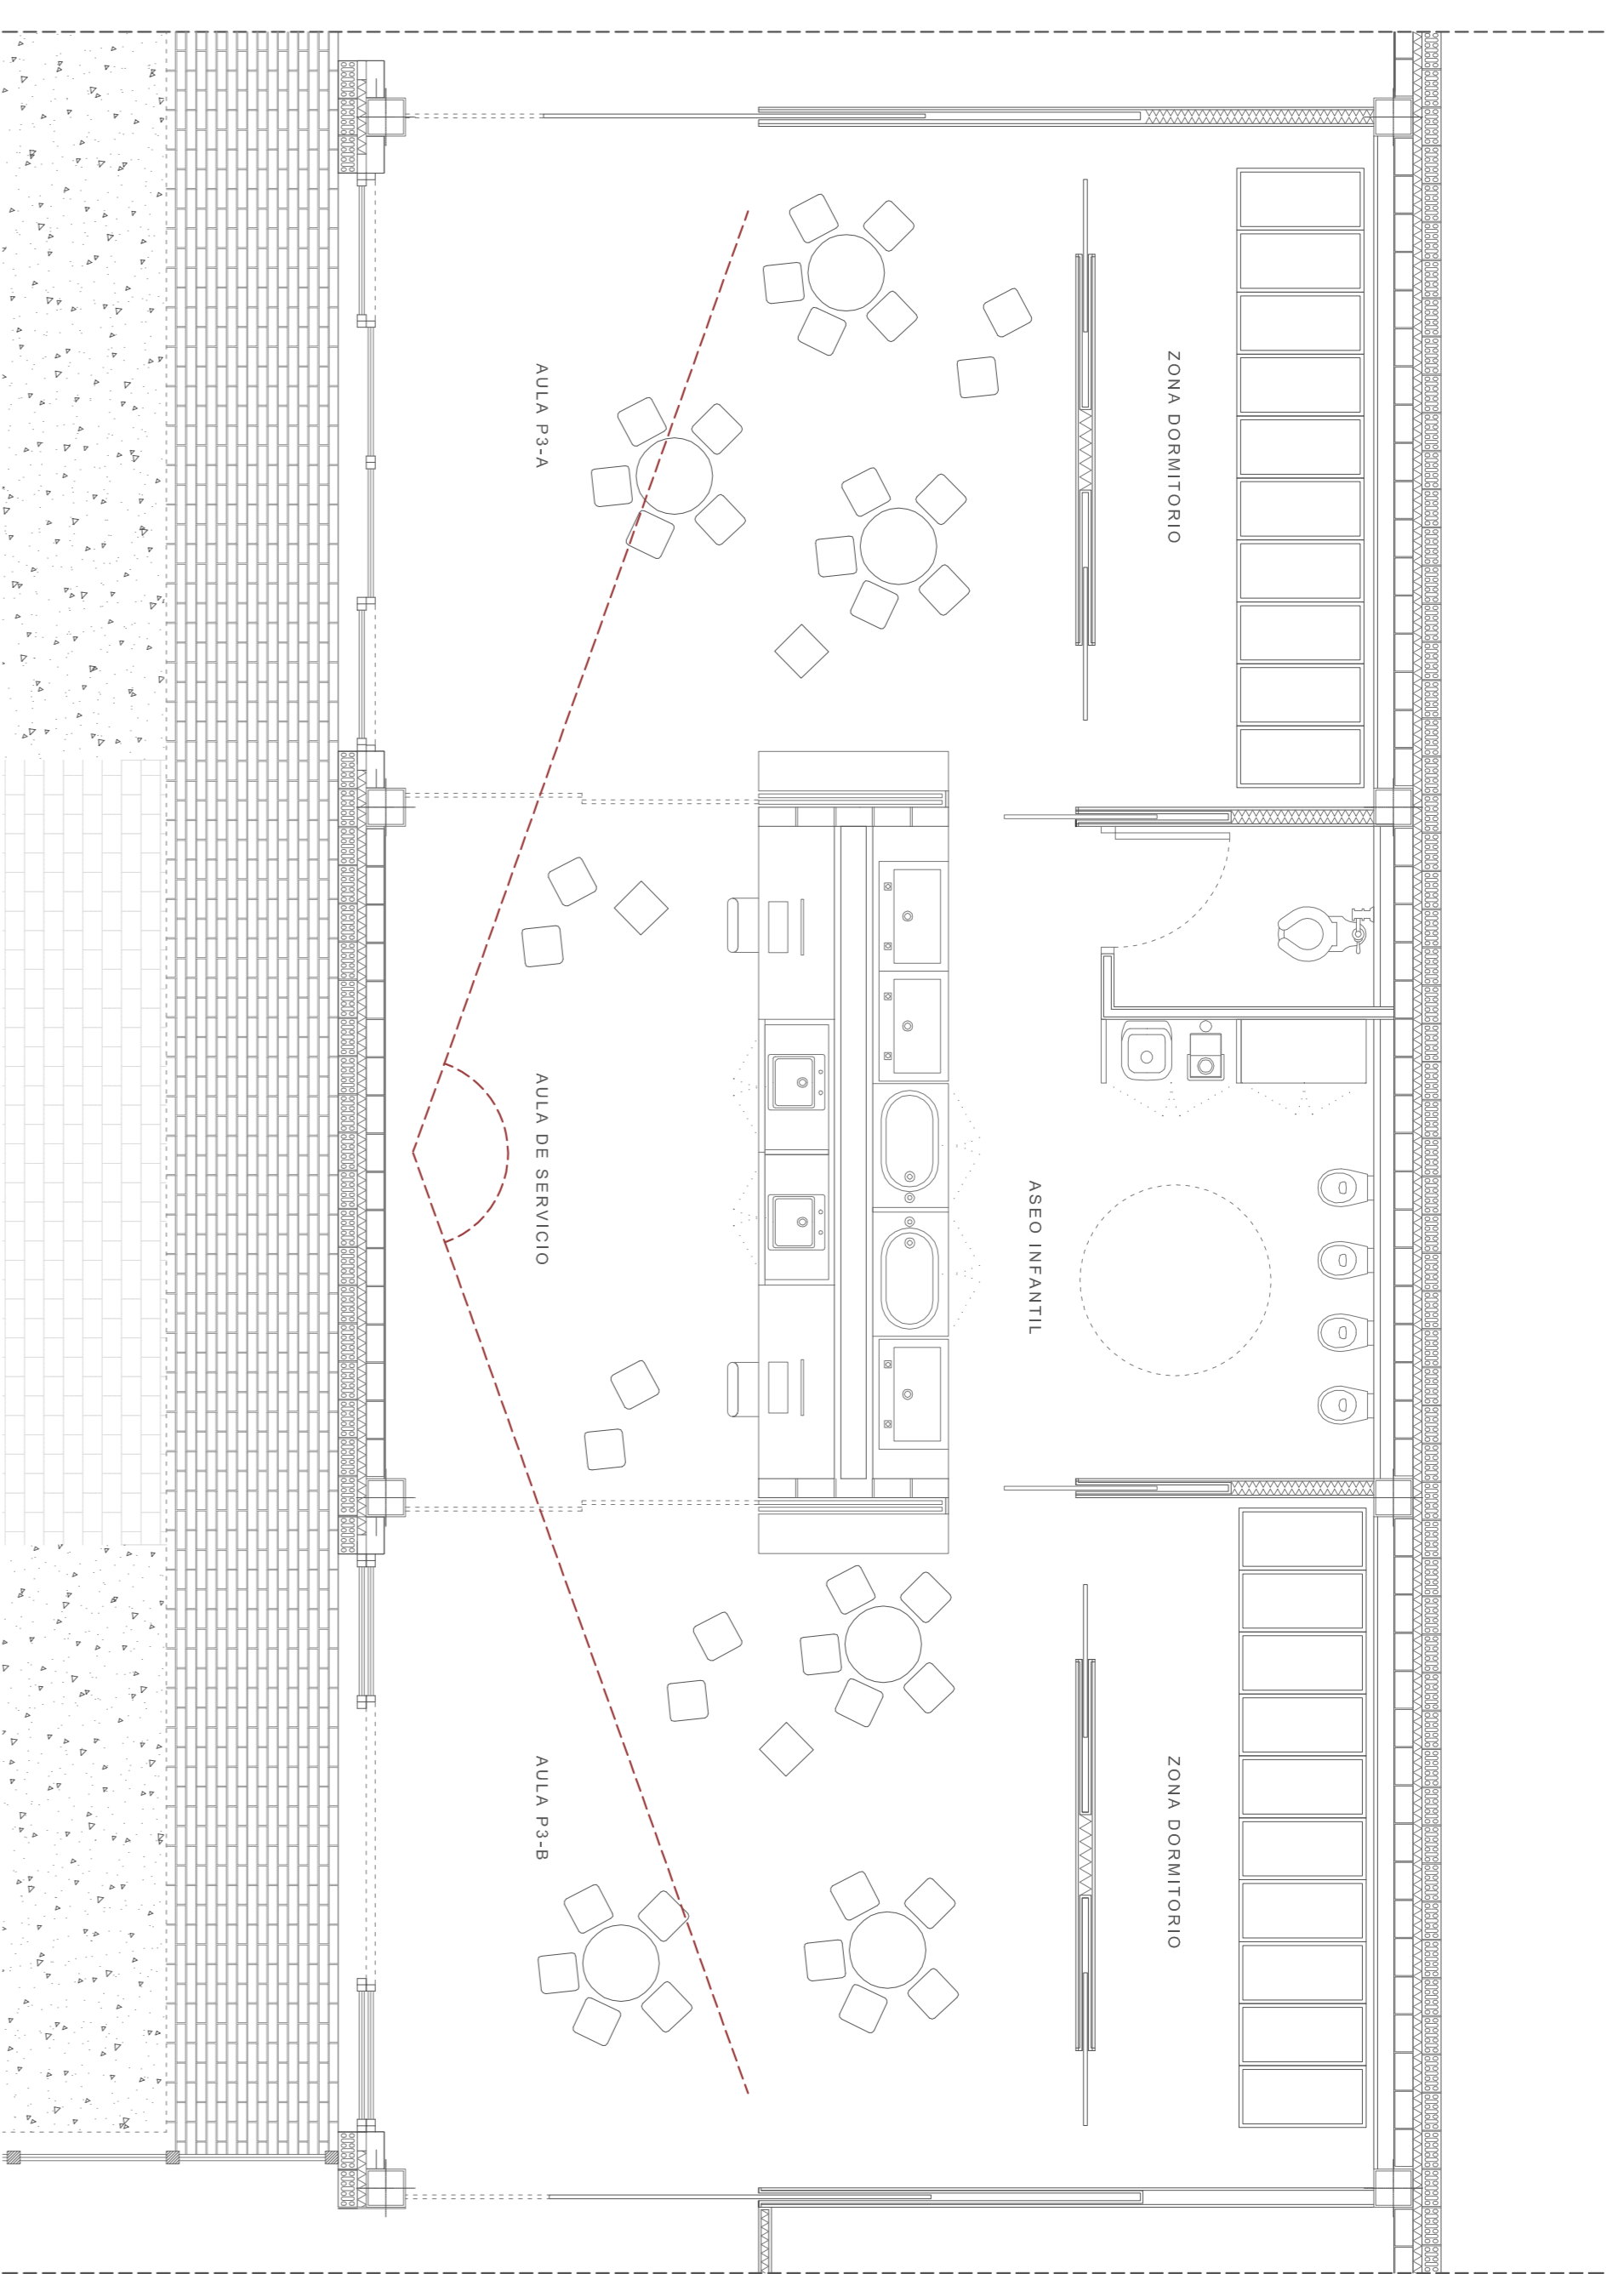 ZONA DORMITORIO
ZONA DORMITORIO
ASEO INFANTIL
AULA P3-A
AULA DE SERVICIO
AULA P3-B